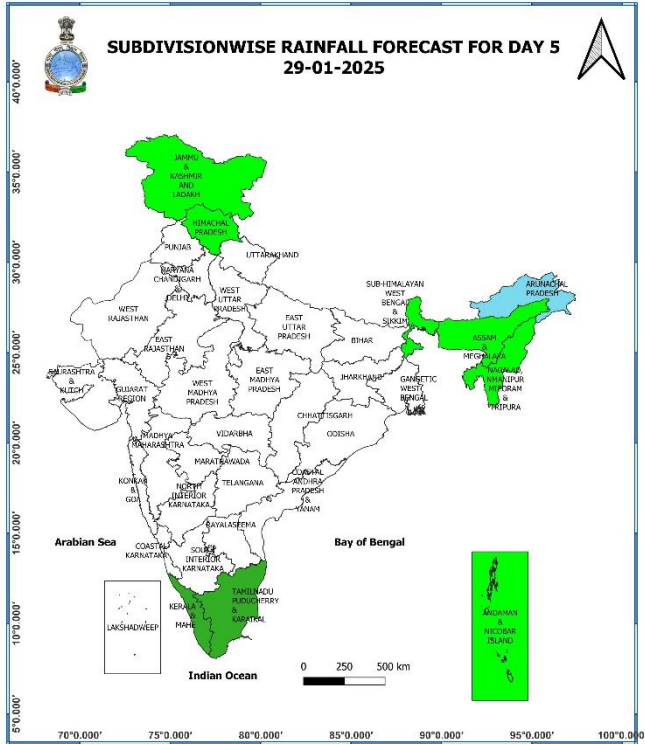 SUBDIVISIONWISE RAINFALL FORECAST FOR DAY 5
29-01-2025
40°0.000'
35°0.000'
30°0.000'
25°0.000'
20°0.000'
15°0.000'
10°0.000'
5°0.000'
JAMMU
&
KASHMIR
AND
LADAKH
HIMACHAL
PRADESH
PUNJAB
UTTARAKHAND
HARYANA
CHANDIGARH
&
DELHI
WEST
UTTAR
PRADESH
WEST
RAJASTHAN
EAST
RAJASTHAN
EAST
UTTAR
PRADESH
SUB-HIMALAYAN
WEST
BENGAL
&
SIKKIM
ARUNACHAL
PRADESH
BIHAR
ASSAM
&
MEGHALAYA
SAURASHTRA
&
KUTCH
GUJARAT
REGION
WEST
MADHYA
PRADESH
EAST
MADHYA
PRADESH
JHARKHAND
GANGETIC
WEST
BENGAL
MIZORAM
&
TRIPURA
CHHATTISGARH
ODISHA
MADHYA
MAHARASHTRA
VIDARBHA
MARATHAWADA
TELANGANA
COASTAL
ANDHRA
PRADESH
&
YANAM
KONKAN
&
GOA
NORTH
INTERIOR
KARNATAKA
RAYALASEEMA
Arabian Sea
Bay of Bengal
COASTAL
KARNATAKA
SOUTH
INTERIOR
KARNATAKA
LAKSHADWEEP
KERALA
&
MAHE
TAMILNADU
PUDUCHERRY
&
KARAIKAL
ANDAMAN
&
NICOBAR
ISLAND
Indian Ocean
0 250 500 km
70°0.000' 75°0.000' 80°0.000' 85°0.000' 90°0.000' 95°0.000' 100°0.000'